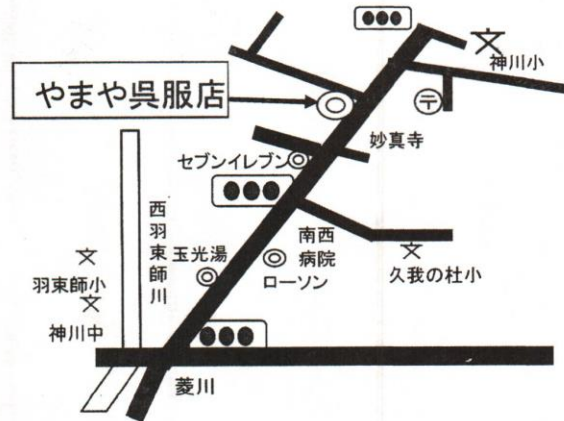 神川小
やまや呉服店
〒
妙真寺
セブンイレブン
西羽束師川
南西
病院
玉光湯
ローソン
久我の杜小
羽束師小
神川中
菱川